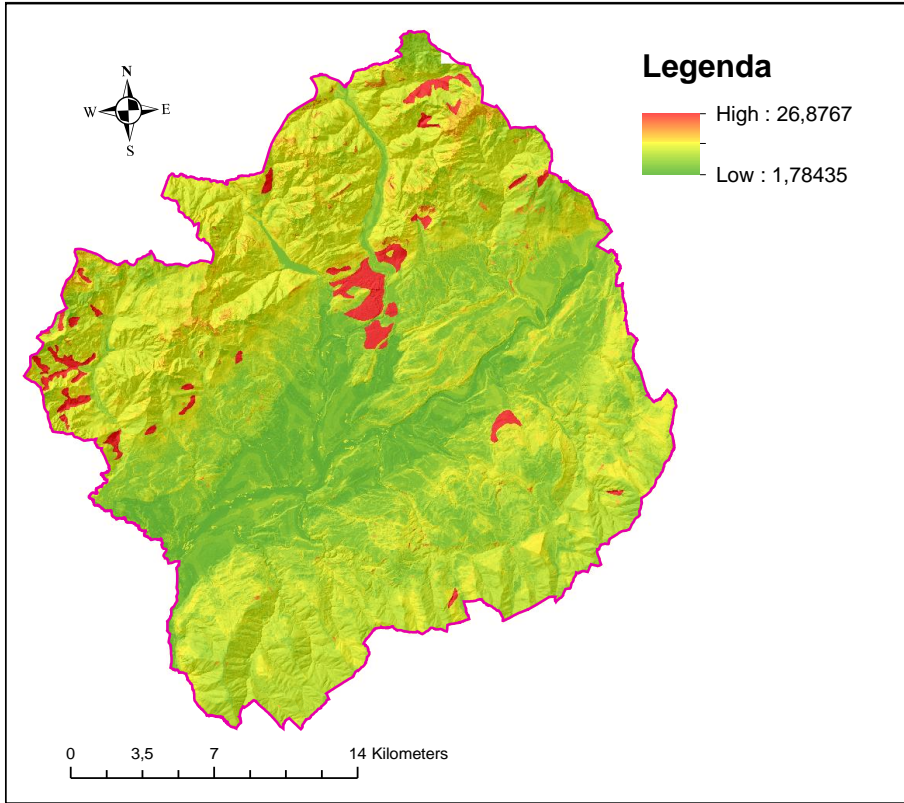 N
W E
S
Legenda
High : 26,8767
Low : 1,78435
0 3,5 7 14 Kilometers